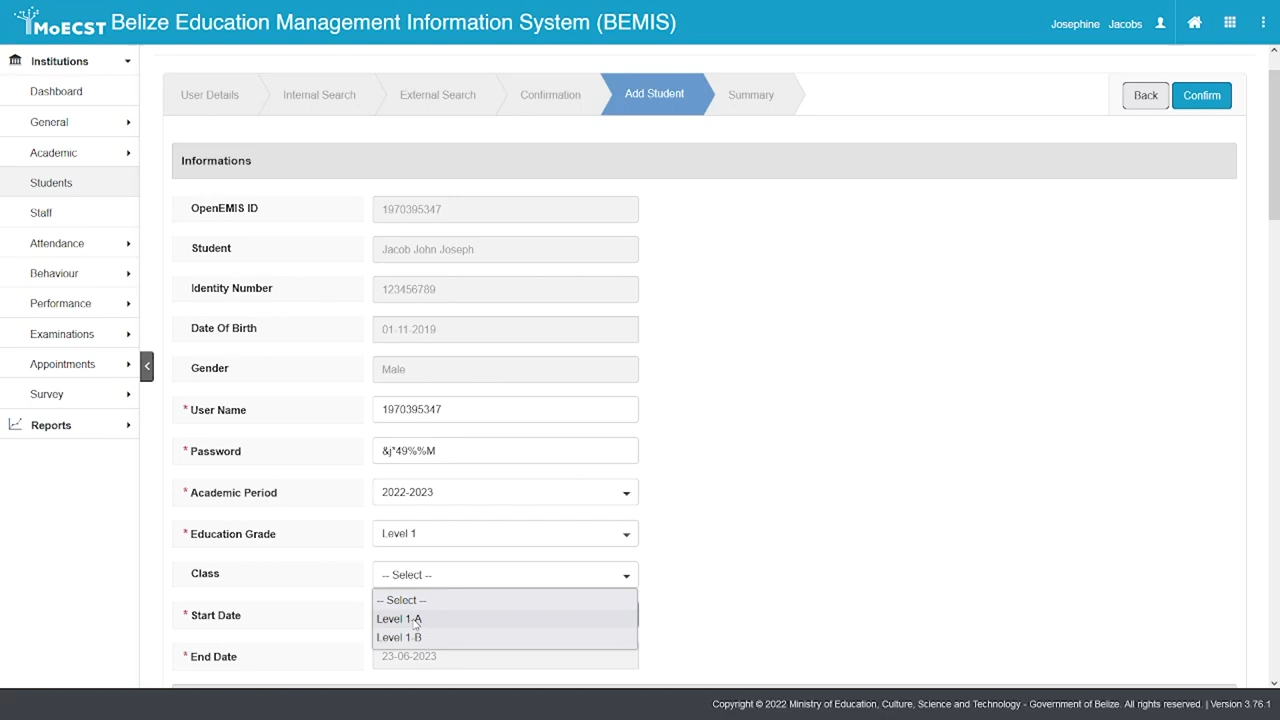 MoECST Belize Education Management Information System (BEMIS)
Josephine Jacobs
Institutions
Dashboard
General
Academic
Students
Staff
Attendance
Behaviour
Performance
Examinations
Appointments
Survey
Reports
User Details
Internal Search
External Search
Confirmation
Add Student
Summary
Back
Confirm
Informations
OpenEMIS ID 1970395347
Student Jacob John Joseph
Identity Number 123456789
Date Of Birth 01-11-2019
Gender Male
* User Name 1970395347
* Password &j*49%%M
* Academic Period 2022-2023
* Education Grade Level 1
Class -- Select --
-- Select --
* Start Date Level 1-A
Level 1-B
* End Date 23-06-2023
Copyright © 2022 Ministry of Education, Culture, Science and Technology - Government of Belize. All rights reserved. | Version 3.76.1